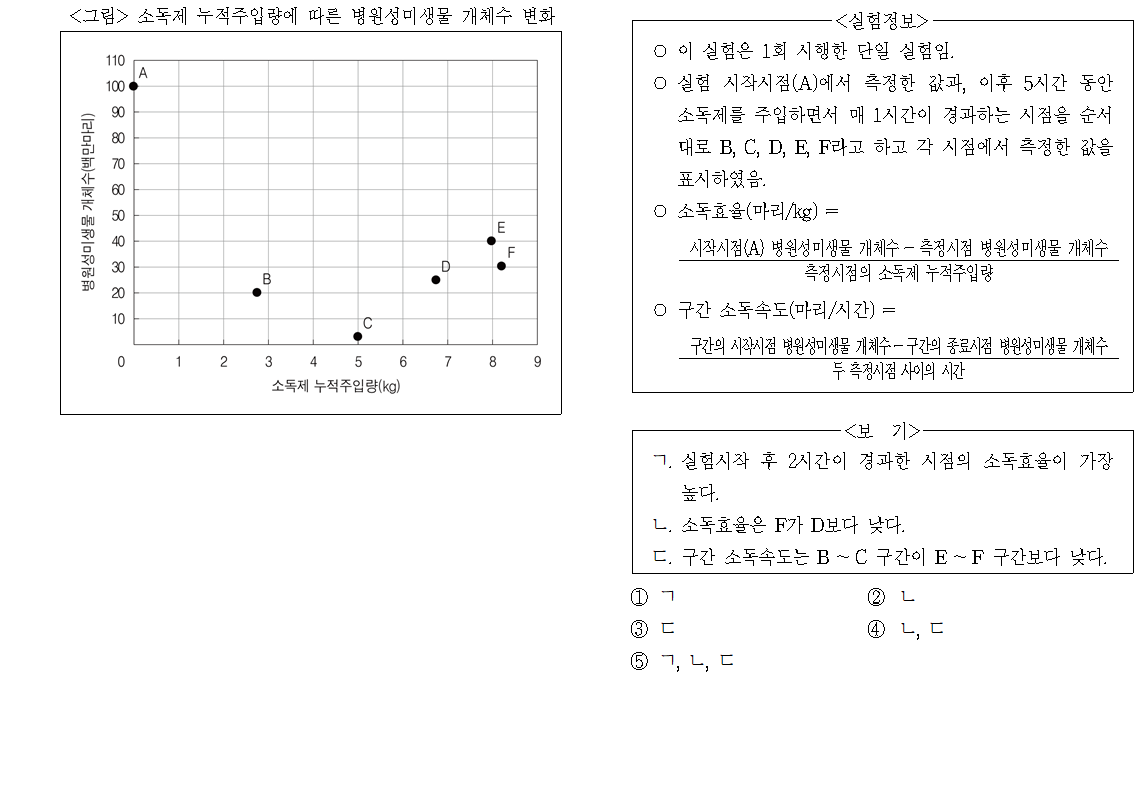 <그림> 소독제 누적주입량에 따른 병원성미생물 개체수 변화
병원성미생물 개체수(백만마리)
110
100
90
80
70
60
50
40
30
20
10
A
B
C
D
E
F
0 1 2 3 4 5 6 7 8 9
소독제 누적주입량(kg)
<실험정보>
○ 이 실험은 1회 시행한 단일 실험임.
○ 실험 시작시점(A)에서 측정한 값과, 이후 5시간 동안
소독제를 주입하면서 매 1시간이 경과하는 시점을 순서
대로 B, C, D, E, F라고 하고 각 시점에서 측정한 값을
표시하였음.
○ 소독효율(마리/kg) =
시작시점(A) 병원성미생물 개체수 - 측정시점 병원성미생물 개체수
측정시점의 소독제 누적주입량
○ 구간 소독속도(마리/시간) =
구간의 시작시점 병원성미생물 개체수 - 구간의 종료시점 병원성미생물 개체수
두 측정시점 사이의 시간
<보 기>
ㄱ. 실험시작 후 2시간이 경과한 시점의 소독효율이 가장
높다.
ㄴ. 소독효율은 F가 D보다 낮다.
ㄷ. 구간 소독속도는 B ~ C 구간이 E ~ F 구간보다 낮다.
① ㄱ ② ㄴ
③ ㄷ ④ ㄴ, ㄷ
⑤ ㄱ, ㄴ, ㄷ